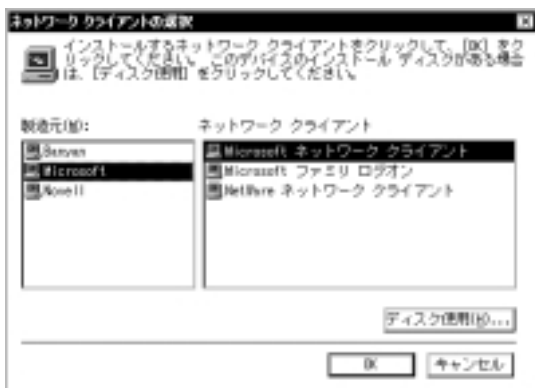 ネットワーク クライアントの選択
インストールするネットワーク クライアントをクリックして、[OK] をク
リックしてください。このデバイスのインストール ディスクがある場合
は、[ディスク使用] をクリックしてください。
製造元(M):
ネットワーク クライアント
Banyan
Microsoft
Novell
Microsoft ネットワーク クライアント
Microsoft ファミリ ログオン
NetWare ネットワーク クライアント
ディスク使用(H)...
OK
キャンセル